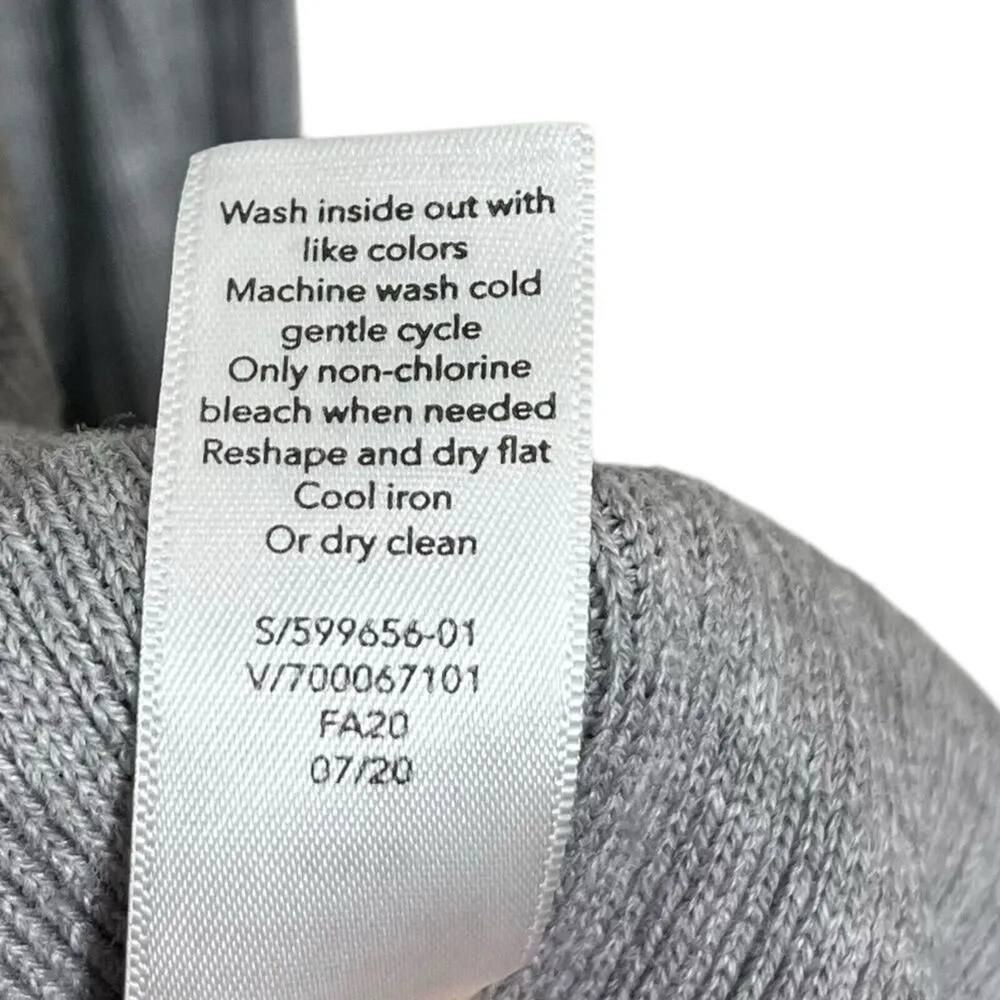 Wash inside out with
like colors
Machine wash cold
gentle cycle
Only non-chlorine
bleach when needed
Reshape and dry flat
Cool iron
Or dry clean
S/599656-01
V/700067101
FA20
07/20